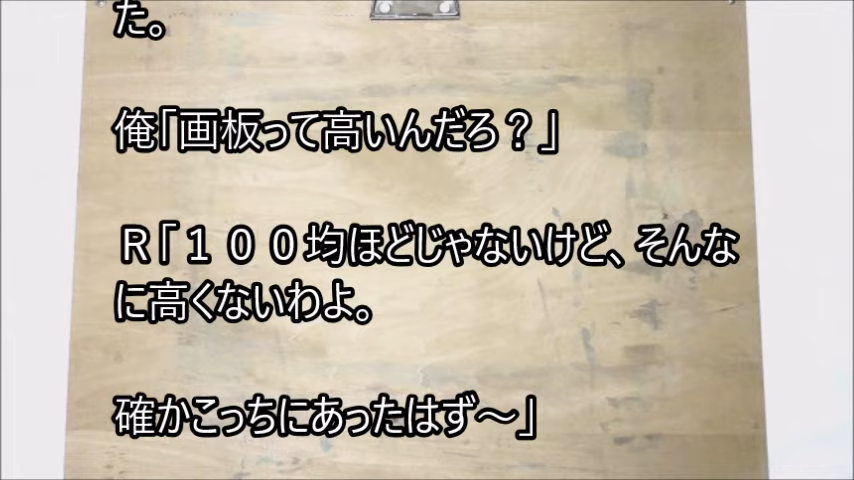 た。
俺「画板って高いんだろ？」
Ｒ「１００均ほどじゃないけど、そんな
に高くないわよ。
確かこっちにあったはず～」